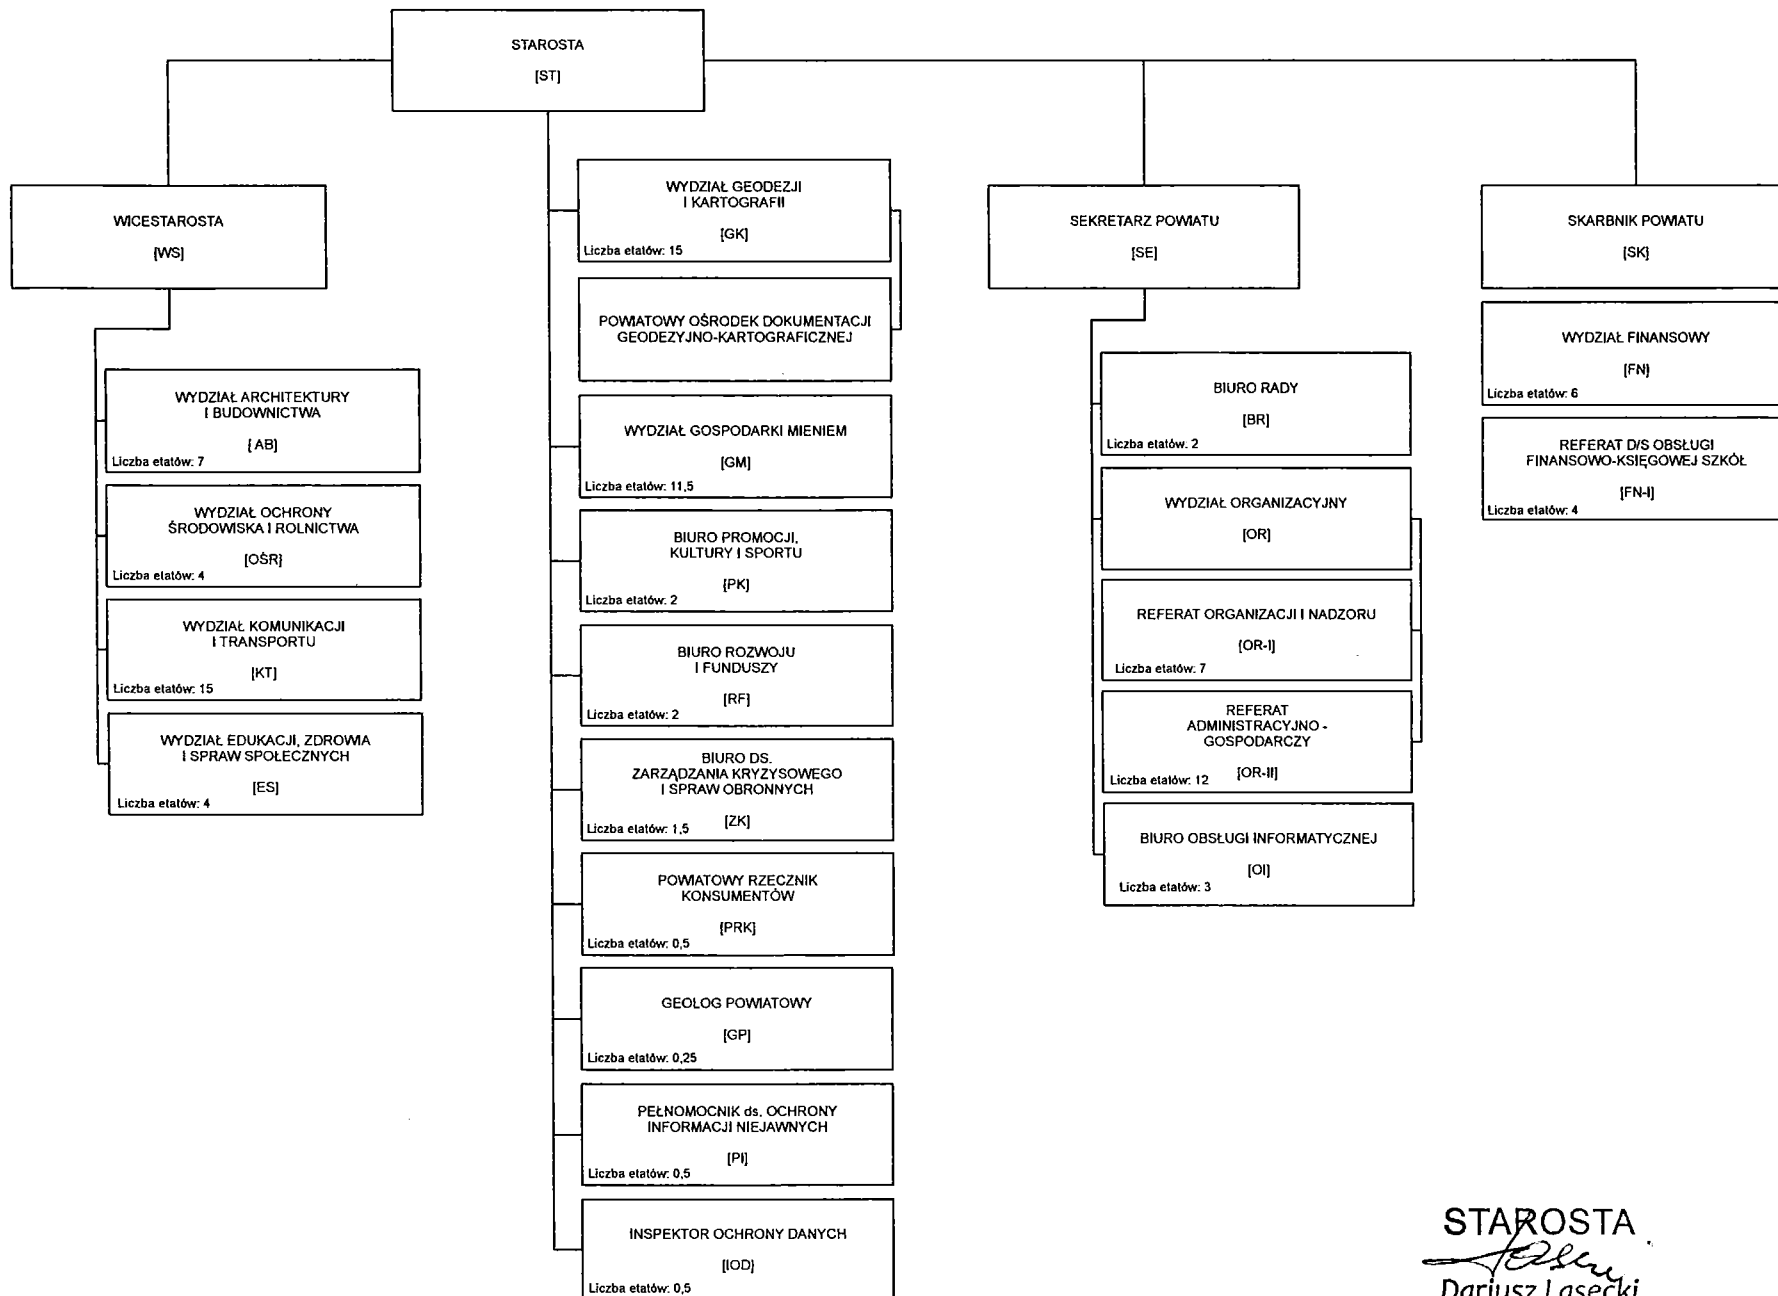 STAROSTA
[ST]
WICESTAROSTA
[WS]
WYDZIAŁ ARCHITEKTURY
I BUDOWNICTWA
[AB]
Liczba etatów: 7
WYDZIAŁ OCHRONY
ŚRODOWISKA I ROLNICTWA
[OŚR]
Liczba etatów: 4
WYDZIAŁ KOMUNIKACJI
I TRANSPORTU
[KT]
Liczba etatów: 15
WYDZIAŁ EDUKACJI, ZDROWIA
I SPRAW SPOŁECZNYCH
[ES]
Liczba etatów: 4
WYDZIAŁ GEODEZJI
I KARTOGRAFII
[GK]
Liczba etatów: 15
POWIATOWY OŚRODEK DOKUMENTACJI
GEODEZYJNO-KARTOGRAFICZNEJ
WYDZIAŁ GOSPODARKI MIENIEM
[GM]
Liczba etatów: 11,5
BIURO PROMOCJI,
KULTURY I SPORTU
[PK]
Liczba etatów: 2
BIURO ROZWOJU
I FUNDUSZY
[RF]
Liczba etatów: 2
BIURO DS.
ZARZĄDZANIA KRYZYSOWEGO
I SPRAW OBRONNYCH
[ZK]
Liczba etatów: 1,5
POWIATOWY RZECZNIK
KONSUMENTÓW
[PRK]
Liczba etatów: 0,5
GEOLOG POWIATOWY
[GP]
Liczba etatów: 0,25
PEŁNOMOCNIK ds. OCHRONY
INFORMACJI NIEJAWNYCH
[PI]
Liczba etatów: 0,5
INSPEKTOR OCHRONY DANYCH
[IOD]
Liczba etatów: 0,5
SEKRETARZ POWIATU
[SE]
BIURO RADY
[BR]
Liczba etatów: 2
WYDZIAŁ ORGANIZACYJNY
[OR]
REFERAT ORGANIZACJI I NADZORU
[OR-I]
Liczba etatów: 7
REFERAT
ADMINISTRACYJNO -
GOSPODARCZY
[OR-II]
Liczba etatów: 12
BIURO OBSŁUGI INFORMATYCZNEJ
[OI]
Liczba etatów: 3
SKARBNIK POWIATU
[SK]
WYDZIAŁ FINANSOWY
[FN]
Liczba etatów: 6
REFERAT D/S OBSŁUGI
FINANSOWO-KSIĘGOWEJ SZKÓŁ
[FN-I]
Liczba etatów: 4
STAROSTA
Dariusz Lasecki